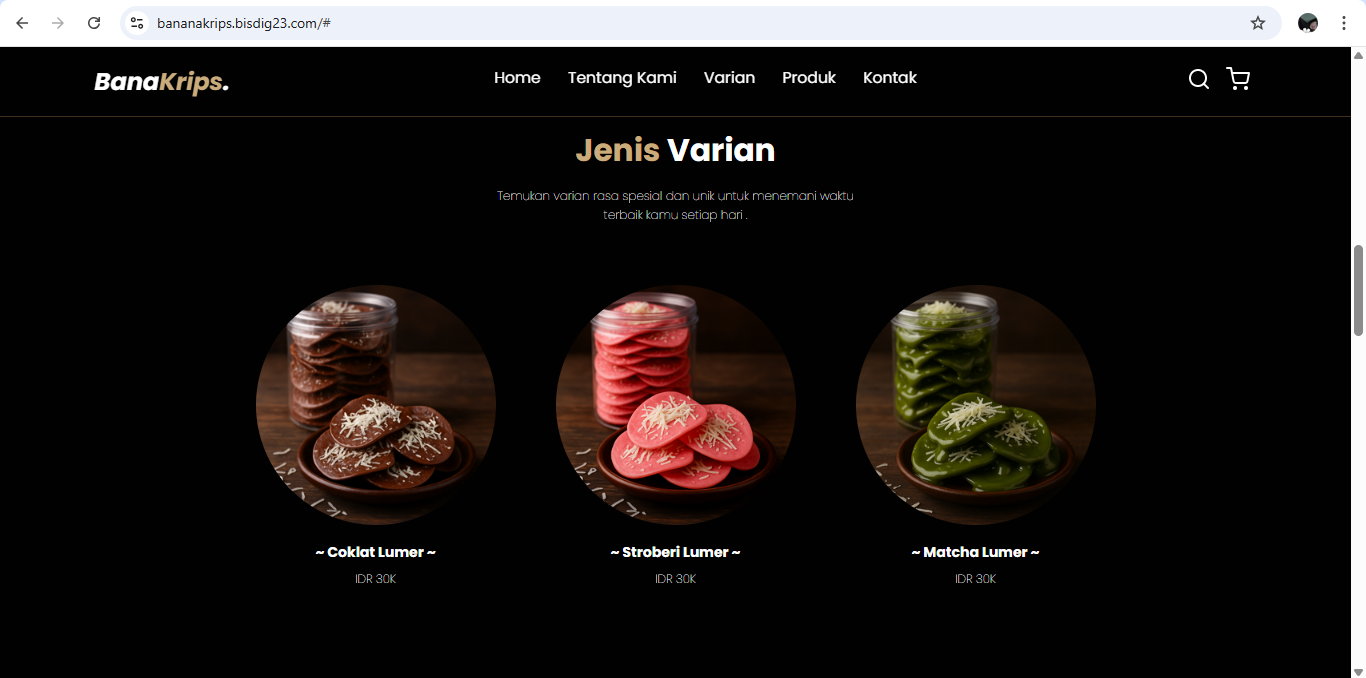 bananakrips.bisdig23.com/#
BanaKrips.
Home Tentang Kami Varian Produk Kontak
Jenis Varian
Temukan varian rasa spesial dan unik untuk menemani waktu
terbaik kamu setiap hari .
~ Coklat Lumer ~
IDR 30K
~ Stroberi Lumer ~
IDR 30K
~ Matcha Lumer ~
IDR 30K